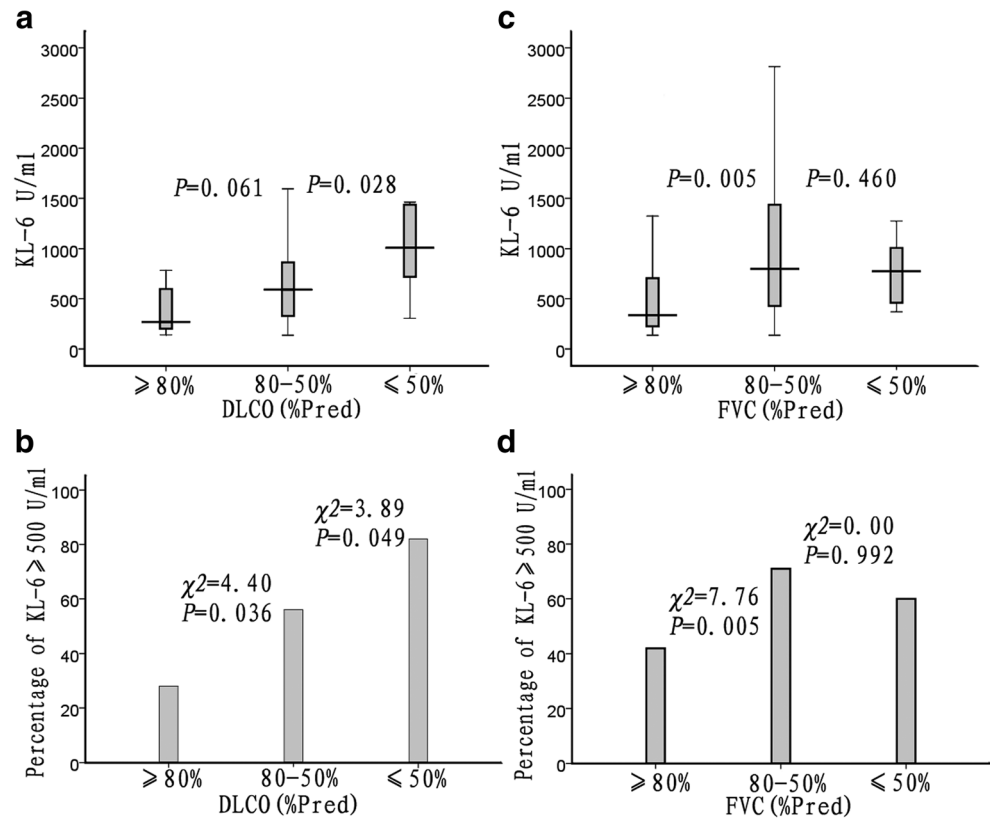 a
KL-6 U/ml
3000
2500
2000
1500
1000
500
0
P=0.061
P=0.028
⩾80%
80-50%
⩽50%
DLCO(%Pred)
c
KL-6 U/ml
3000
2500
2000
1500
1000
500
0
P=0.005
P=0.460
⩾80%
80-50%
⩽50%
FVC(%Pred)
b
Percentage of KL-6⩾500 U/ml
100
80
60
40
20
0
χ2=4.40
P=0.036
χ2=3.89
P=0.049
⩾80%
80-50%
⩽50%
DLCO(%Pred)
d
Percentage of KL-6⩾500 U/ml
100
80
60
40
20
0
χ2=7.76
P=0.005
χ2=0.00
P=0.992
⩾80%
80-50%
⩽50%
FVC(%Pred)